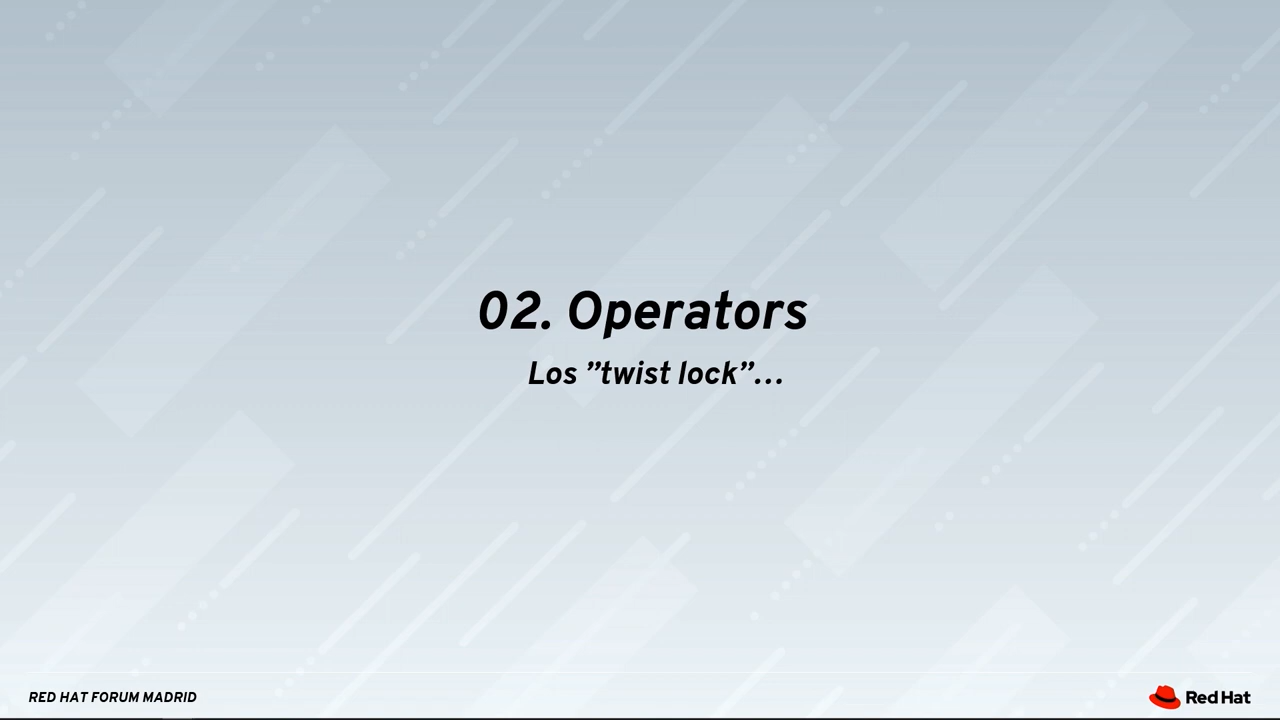 02. Operators
Los ”twist lock”...
RED HAT FORUM MADRID
Red Hat